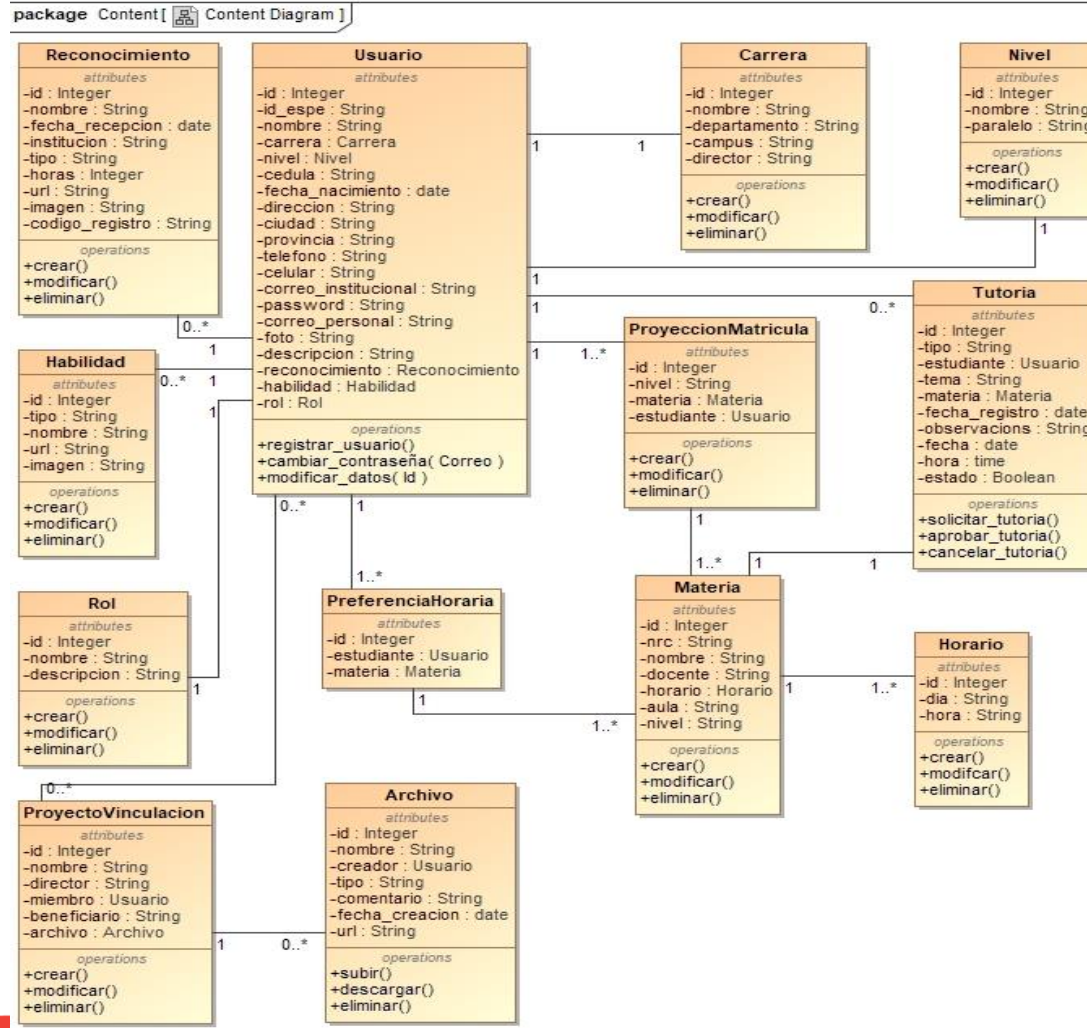 package Content [ Content Diagram ]
Reconocimiento
attributes
-id : Integer
-nombre : String
-fecha_recepcion : date
-institucion : String
-tipo : String
-horas : Integer
-url : String
-imagen : String
-codigo_registro : String
operations
+crear()
+modificar()
+eliminar()
0..*
1
Usuario
attributes
-id : Integer
-id_espe : String
-nombre : String
-carrera : Carrera
-nivel : Nivel
-cedula : String
-fecha_nacimiento : date
-direccion : String
-ciudad : String
-provincia : String
-telefono : String
-celular : String
-correo_institucional : String
-password : String
-correo_personal : String
-foto : String
-descripcion : String
-reconocimiento : Reconocimiento
-habilidad : Habilidad
-rol : Rol
operations
+registrar_usuario()
+cambiar_contraseña( Correo )
+modificar_datos( Id )
1
1
Carrera
attributes
-id : Integer
-nombre : String
-departamento : String
-campus : String
-director : String
operations
+crear()
+modificar()
+eliminar()
Nivel
attributes
-id : Integer
-nombre : String
-paralelo : String
operations
+crear()
+modificar()
+eliminar()
1
1
1
0..*
Tutoria
attributes
-id : Integer
-tipo : String
-estudiante : Usuario
-tema : String
-materia : Materia
-fecha_registro : date
-observacions : String
-fecha : date
-hora : time
-estado : Boolean
operations
+solicitar_tutoria()
+aprobar_tutoria()
+cancelar_tutoria()
1
1..*
ProyeccionMatricula
attributes
-id : Integer
-nivel : String
-materia : Materia
-estudiante : Usuario
operations
+crear()
+modificar()
+eliminar()
1
1..*
1
1
Habilidad
attributes
-id : Integer
-tipo : String
-nombre : String
-url : String
-imagen : String
operations
+crear()
+modificar()
+eliminar()
0..*
1
1
0..*
1
1..*
Rol
attributes
-id : Integer
-nombre : String
-descripcion : String
operations
+crear()
+modificar()
+eliminar()
1
PreferenciaHoraria
attributes
-id : Integer
-estudiante : Usuario
-materia : Materia
1
1..*
Materia
attributes
-id : Integer
-nrc : String
-nombre : String
-docente : String
-horario : Horario
-aula : String
-nivel : String
operations
+crear()
+modificar()
+eliminar()
1
1..*
Horario
attributes
-id : Integer
-dia : String
-hora : String
operations
+crear()
+modifcar()
+eliminar()
0..*
ProyectoVinculacion
attributes
-id : Integer
-nombre : String
-director : String
-miembro : Usuario
-beneficiario : String
-archivo : Archivo
operations
+crear()
+modificar()
+eliminar()
1
0..*
Archivo
attributes
-id : Integer
-nombre : String
-creador : Usuario
-tipo : String
-comentario : String
-fecha_creacion : date
-url : String
operations
+subir()
+descargar()
+eliminar()